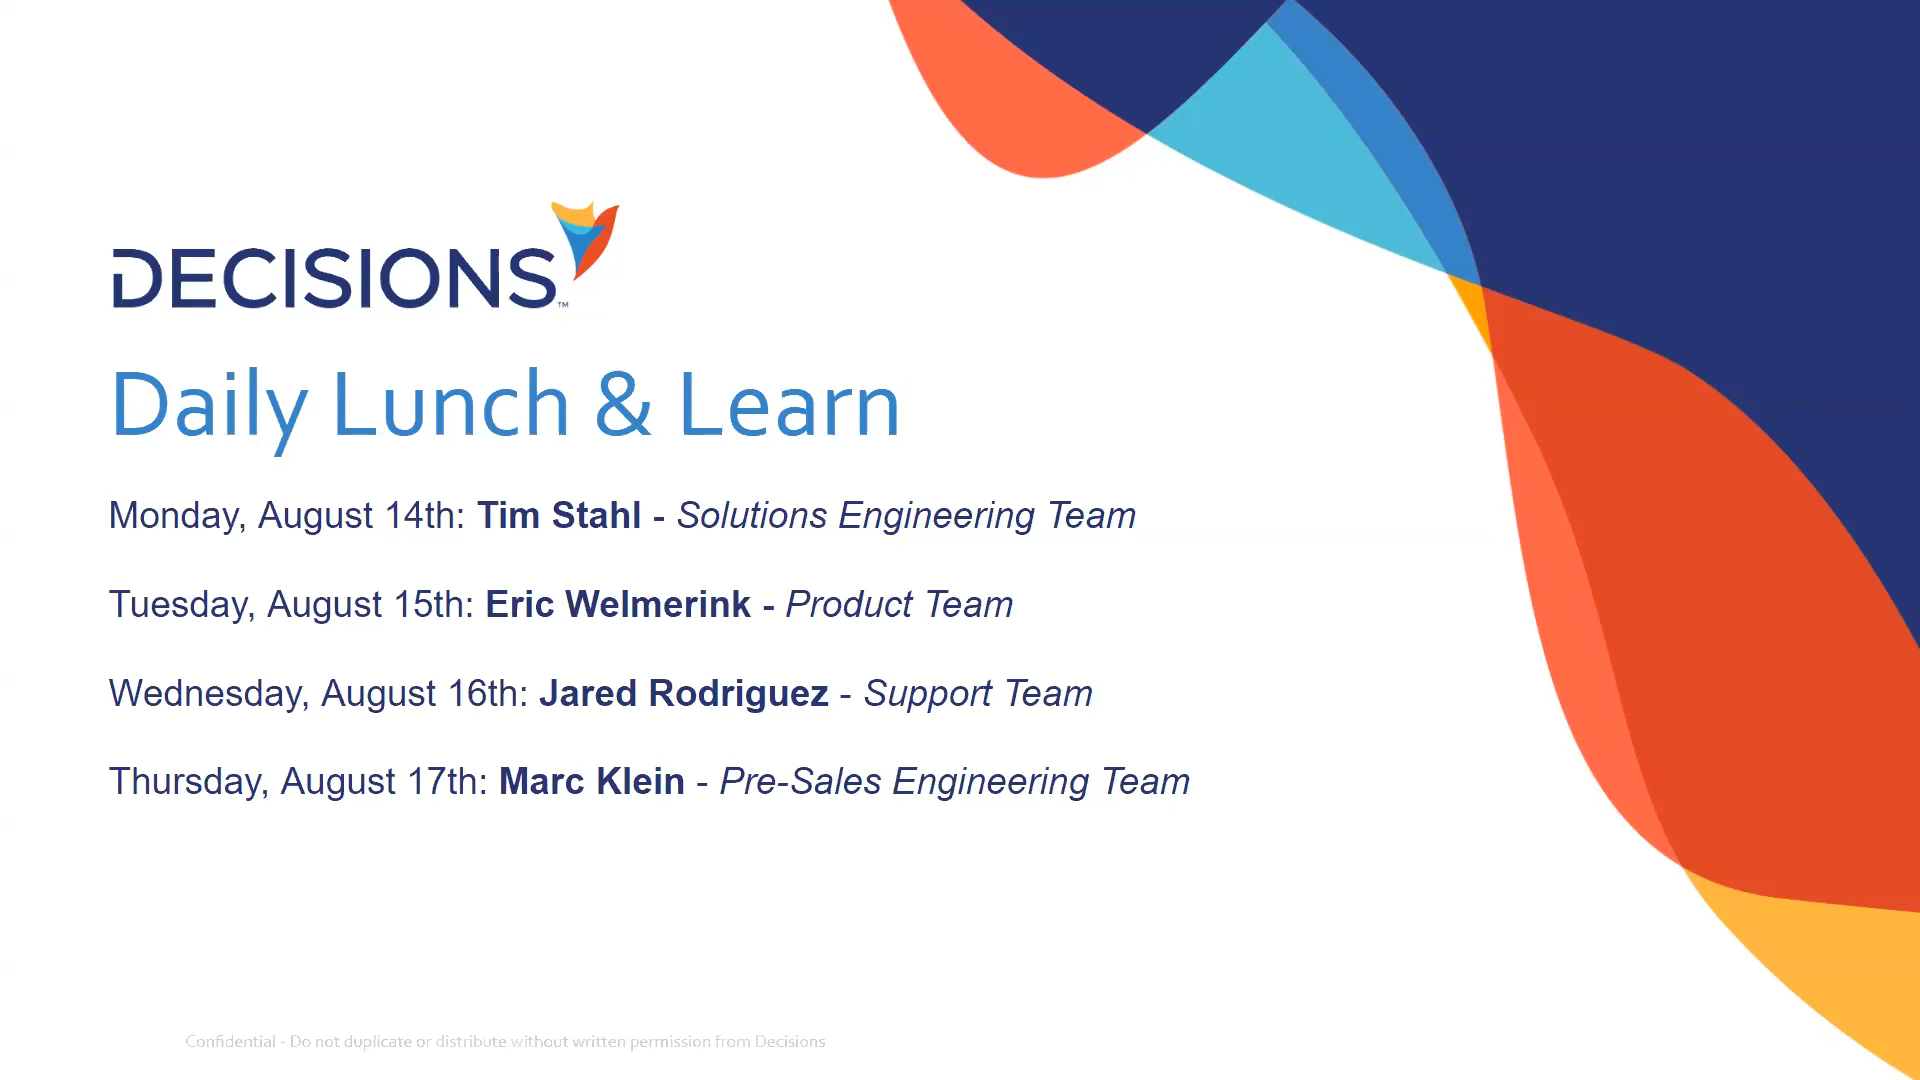 DECISIONS™
Daily Lunch & Learn
Monday, August 14th: Tim Stahl - Solutions Engineering Team
Tuesday, August 15th: Eric Welmerink - Product Team
Wednesday, August 16th: Jared Rodriguez - Support Team
Thursday, August 17th: Marc Klein - Pre-Sales Engineering Team
Confidential - Do not duplicate or distribute without written permission from Decisions